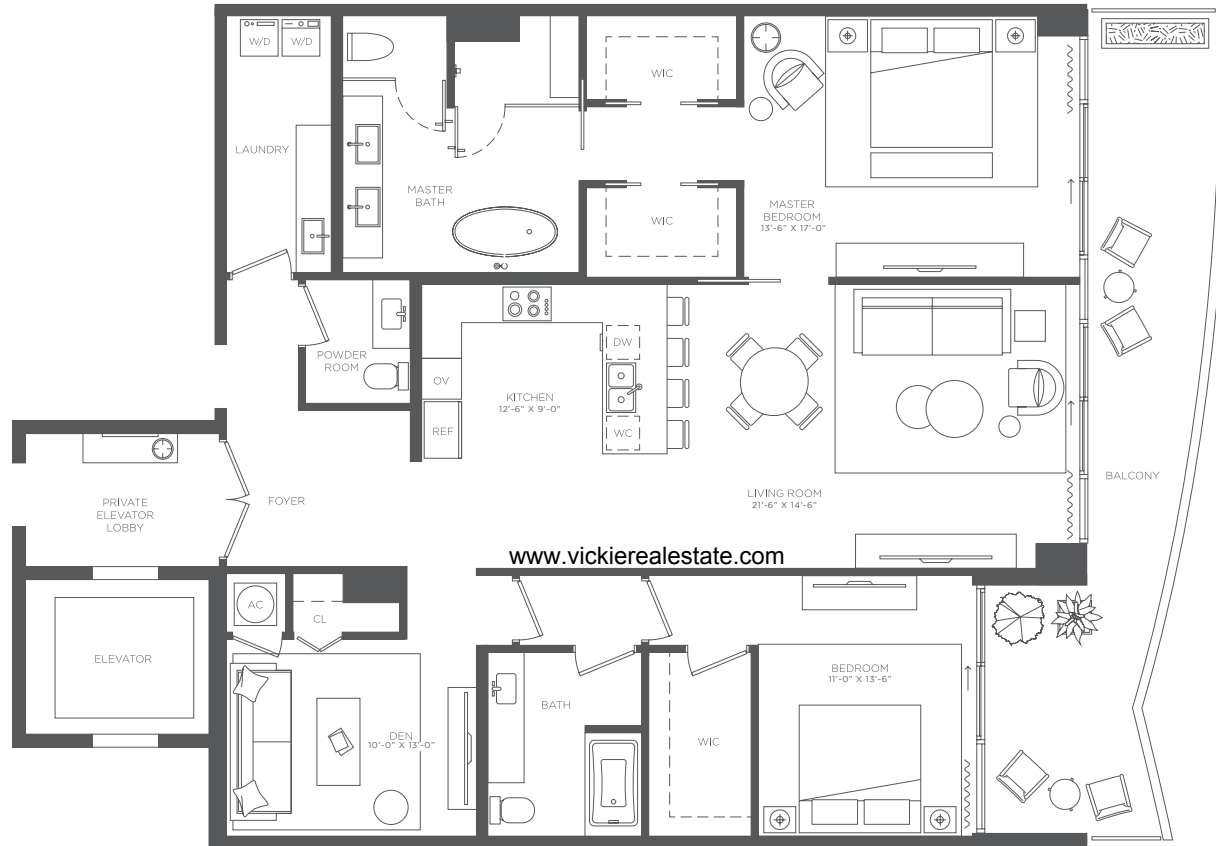 W/D
W/D
WIC
LAUNDRY
MASTER
BATH
WIC
MASTER
BEDROOM
13'-6" X 17'-0"
POWDER
ROOM
OV
REF
KITCHEN
12'-6" X 9'-0"
DW
WC
LIVING ROOM
21'-6" X 14'-6"
BALCONY
PRIVATE
ELEVATOR
LOBBY
FOYER
www.vickierealestate.com
AC
CL
ELEVATOR
DEN
10'-0" X 13'-0"
BATH
WIC
BEDROOM
11'-0" X 13'-6"